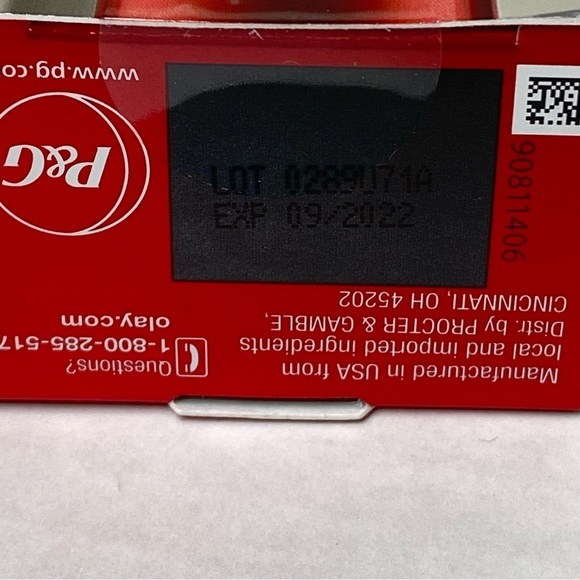 LOT 0289U71A
EXP 09/2022
Manufactured in USA from
local and imported ingredients
Distr. by PROCTER & GAMBLE,
CINCINNATI, OH 45202
Questions?
1-800-285-517
olay.com
P&G
www.pg.co
90811406